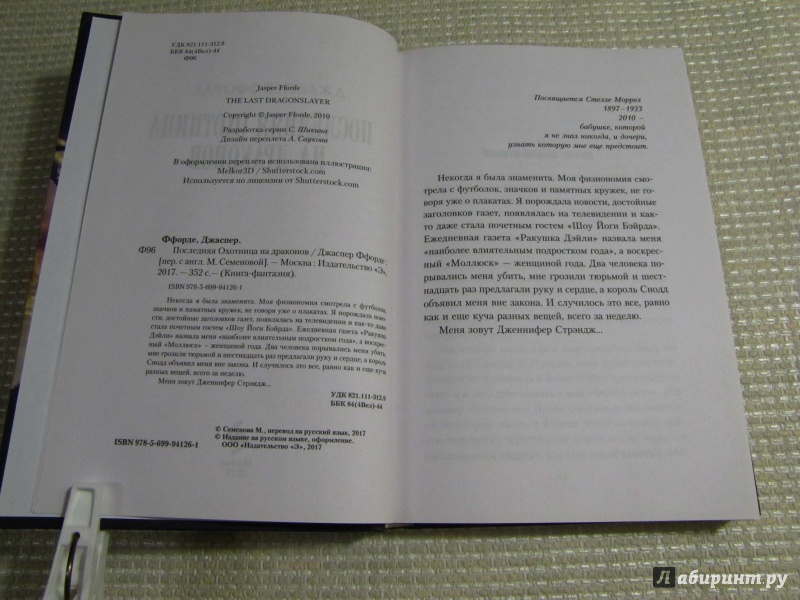 УДК 821.111-312.9
ББК 84(4Вел)-44
Ф96
Jasper Fforde
THE LAST DRAGONSLAYER
Copyright © Jasper Fforde, 2010
Разработка серии С. Шикина
Дизайн переплета А. Саукова
В оформлении переплета использована иллюстрация:
Melkor3D / Shutterstock.com
Используется по лицензии от Shutterstock.com
Ффорде, Джаспер.
Ф96 Последняя Охотница на драконов / Джаспер Ффорде;
[пер. с англ. М. Семеновой]. — Москва : Издательство «Э»,
2017. — 352 с.— (Книга-фантазия).
ISBN 978-5-699-94126-1
Некогда я была знаменита. Моя физиономия смотрела с футболок,
значков и памятных кружек, не говоря уже о плакатах. Я порождала ново-
сти, достойные заголовков газет, появлялась на телевидении и как-то даже
стала почетным гостем «Шоу Йоги Бэйрда». Ежедневная газета «Ракушка
Дэйли» назвала меня «наиболее влиятельным подростком года», а воскрес-
ный «Моллюск» — женщиной года. Два человека порывались меня убить,
мне грозили тюрьмой и шестнадцать раз предлагали руку и сердце, а король
Снодд объявил меня вне закона. И случилось это все, равно как и еще куча
разных вещей, всего за неделю.
Меня зовут Дженнифер Стрэндж...
УДК 821.111-312.9
ББК 84(4Вел)-44
© Семенова М., перевод на русский язык, 2017
© Издание на русском языке, оформление.
ООО «Издательство «Э», 2017
ISBN 978-5-699-94126-1
Посвящается Стелле Моррел
1897–1933
2010 –
бабушке, которой
я не знал никогда, и дочери,
узнать которую мне еще предстоит.
Некогда я была знаменита. Моя физиономия смо-
трела с футболок, значков и памятных кружек, не го-
воря уже о плакатах. Я порождала новости, достойные
заголовков газет, появлялась на телевидении и как-
то даже стала почетным гостем «Шоу Йоги Бэйрда».
Ежедневная газета «Ракушка Дэйли» назвала меня
«наиболее влиятельным подростком года», а воскрес-
ный «Моллюск» — женщиной года. Два человека по-
рывались меня убить, мне грозили тюрьмой и шест-
надцать раз предлагали руку и сердце, а король Снодд
объявил меня вне закона. И случилось это все, равно
как и еще куча разных вещей, всего за неделю.
Меня зовут Дженнифер Стрэндж...
Лабиринт.ру